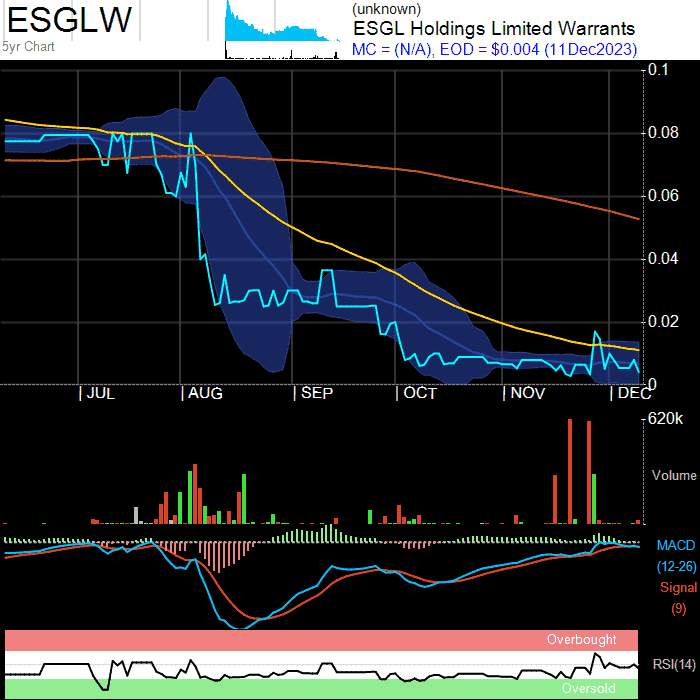 ESGLW
5yr Chart
(unknown)
ESGL Holdings Limited Warrants
MC = (N/A), EOD = $0.004 (11Dec2023)
0.1
0.08
0.06
0.04
0.02
0
JUL AUG SEP OCT NOV DEC
620k
Volume
MACD
(12-26)
Signal
(9)
Overbought
RSI(14)
Oversold